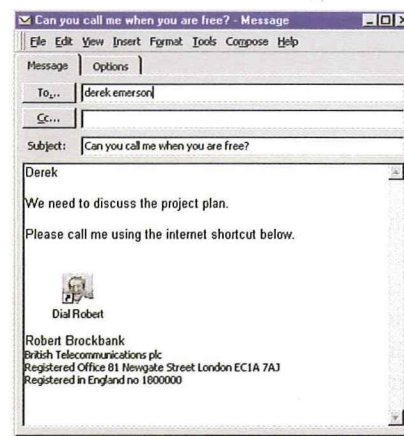 Can you call me when you are free? - Message
File Edit View Insert Format Tools Compose Help
Message Options
To... derek emerson
Cc...
Subject: Can you call me when you are free?
Derek
We need to discuss the project plan.
Please call me using the internet shortcut below.
Dial Robert
Robert Brockbank
British Telecommunications plc
Registered Office 81 Newgate Street London EC1A 7AJ
Registered in England no 1800000